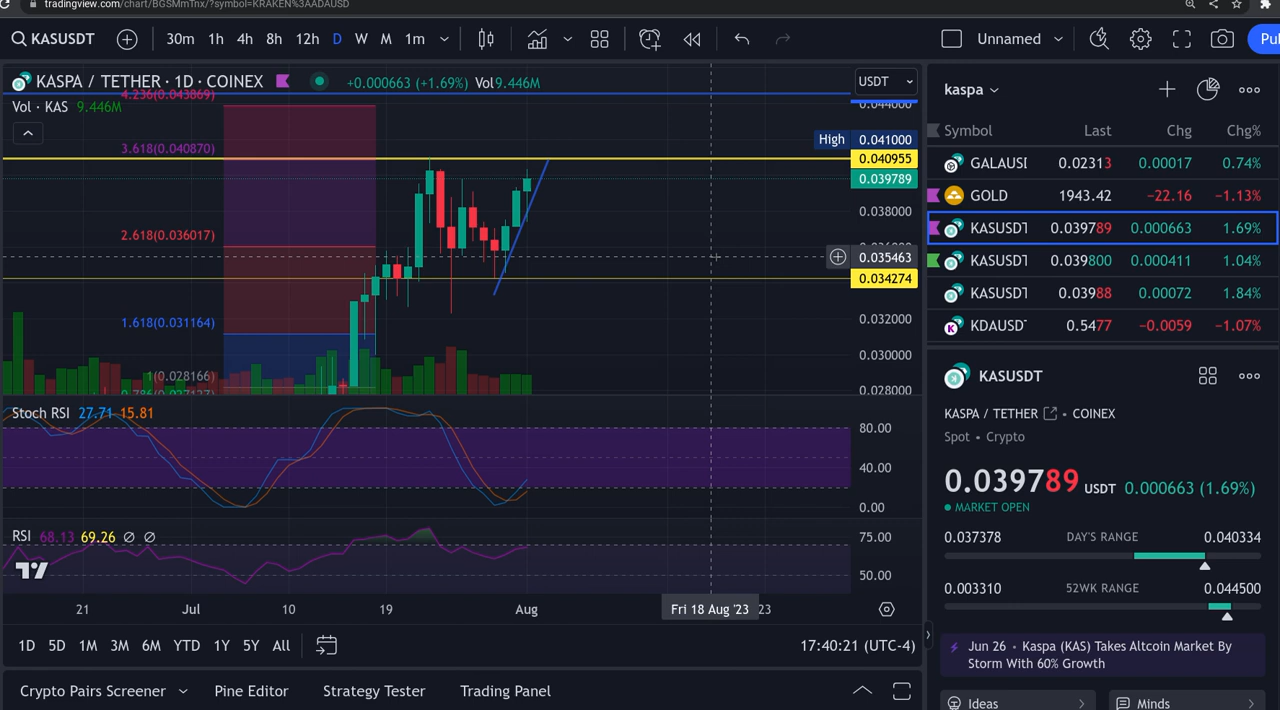 tradingview.com/chart/BGSMmTnx/?symbol=KRAKEN%3AADAUSD
KASUSDT 30m 1h 4h 8h 12h D W M 1m Unnamed
KASPA / TETHER · 1D · COINEX +0.000663 (+1.69%) Vol 9.446M USDT
Vol · KAS 9.446M
4.236(0.043869)
3.618(0.040870)
2.618(0.036017)
1.618(0.031164)
1(0.028166)
0.044000
High 0.041000
0.040955
0.039789
0.038000
0.035463
0.034274
0.032000
0.030000
0.028000
Stoch RSI 27.71 15.81
80.00
40.00
0.00
RSI 68.13 69.26 ∅ ∅
75.00
50.00
21 Jul 10 19 Aug Fri 18 Aug '23 23
1D 5D 1M 3M 6M YTD 1Y 5Y All 17:40:21 (UTC-4)
Crypto Pairs Screener Pine Editor Strategy Tester Trading Panel
kaspa
Symbol Last Chg Chg%
GALAUSI 0.02313 0.00017 0.74%
GOLD 1943.42 −22.16 −1.13%
KASUSDT 0.039789 0.000663 1.69%
KASUSDT 0.039800 0.000411 1.04%
KASUSDT 0.03988 0.00072 1.84%
KDAUSD 0.5477 −0.0059 −1.07%
KASUSDT
KASPA / TETHER • COINEX
Spot • Crypto
0.039789 USDT 0.000663 (1.69%)
MARKET OPEN
0.037378 DAY'S RANGE 0.040334
0.003310 52WK RANGE 0.044500
Jun 26 • Kaspa (KAS) Takes Altcoin Market By
Storm With 60% Growth
Ideas Minds